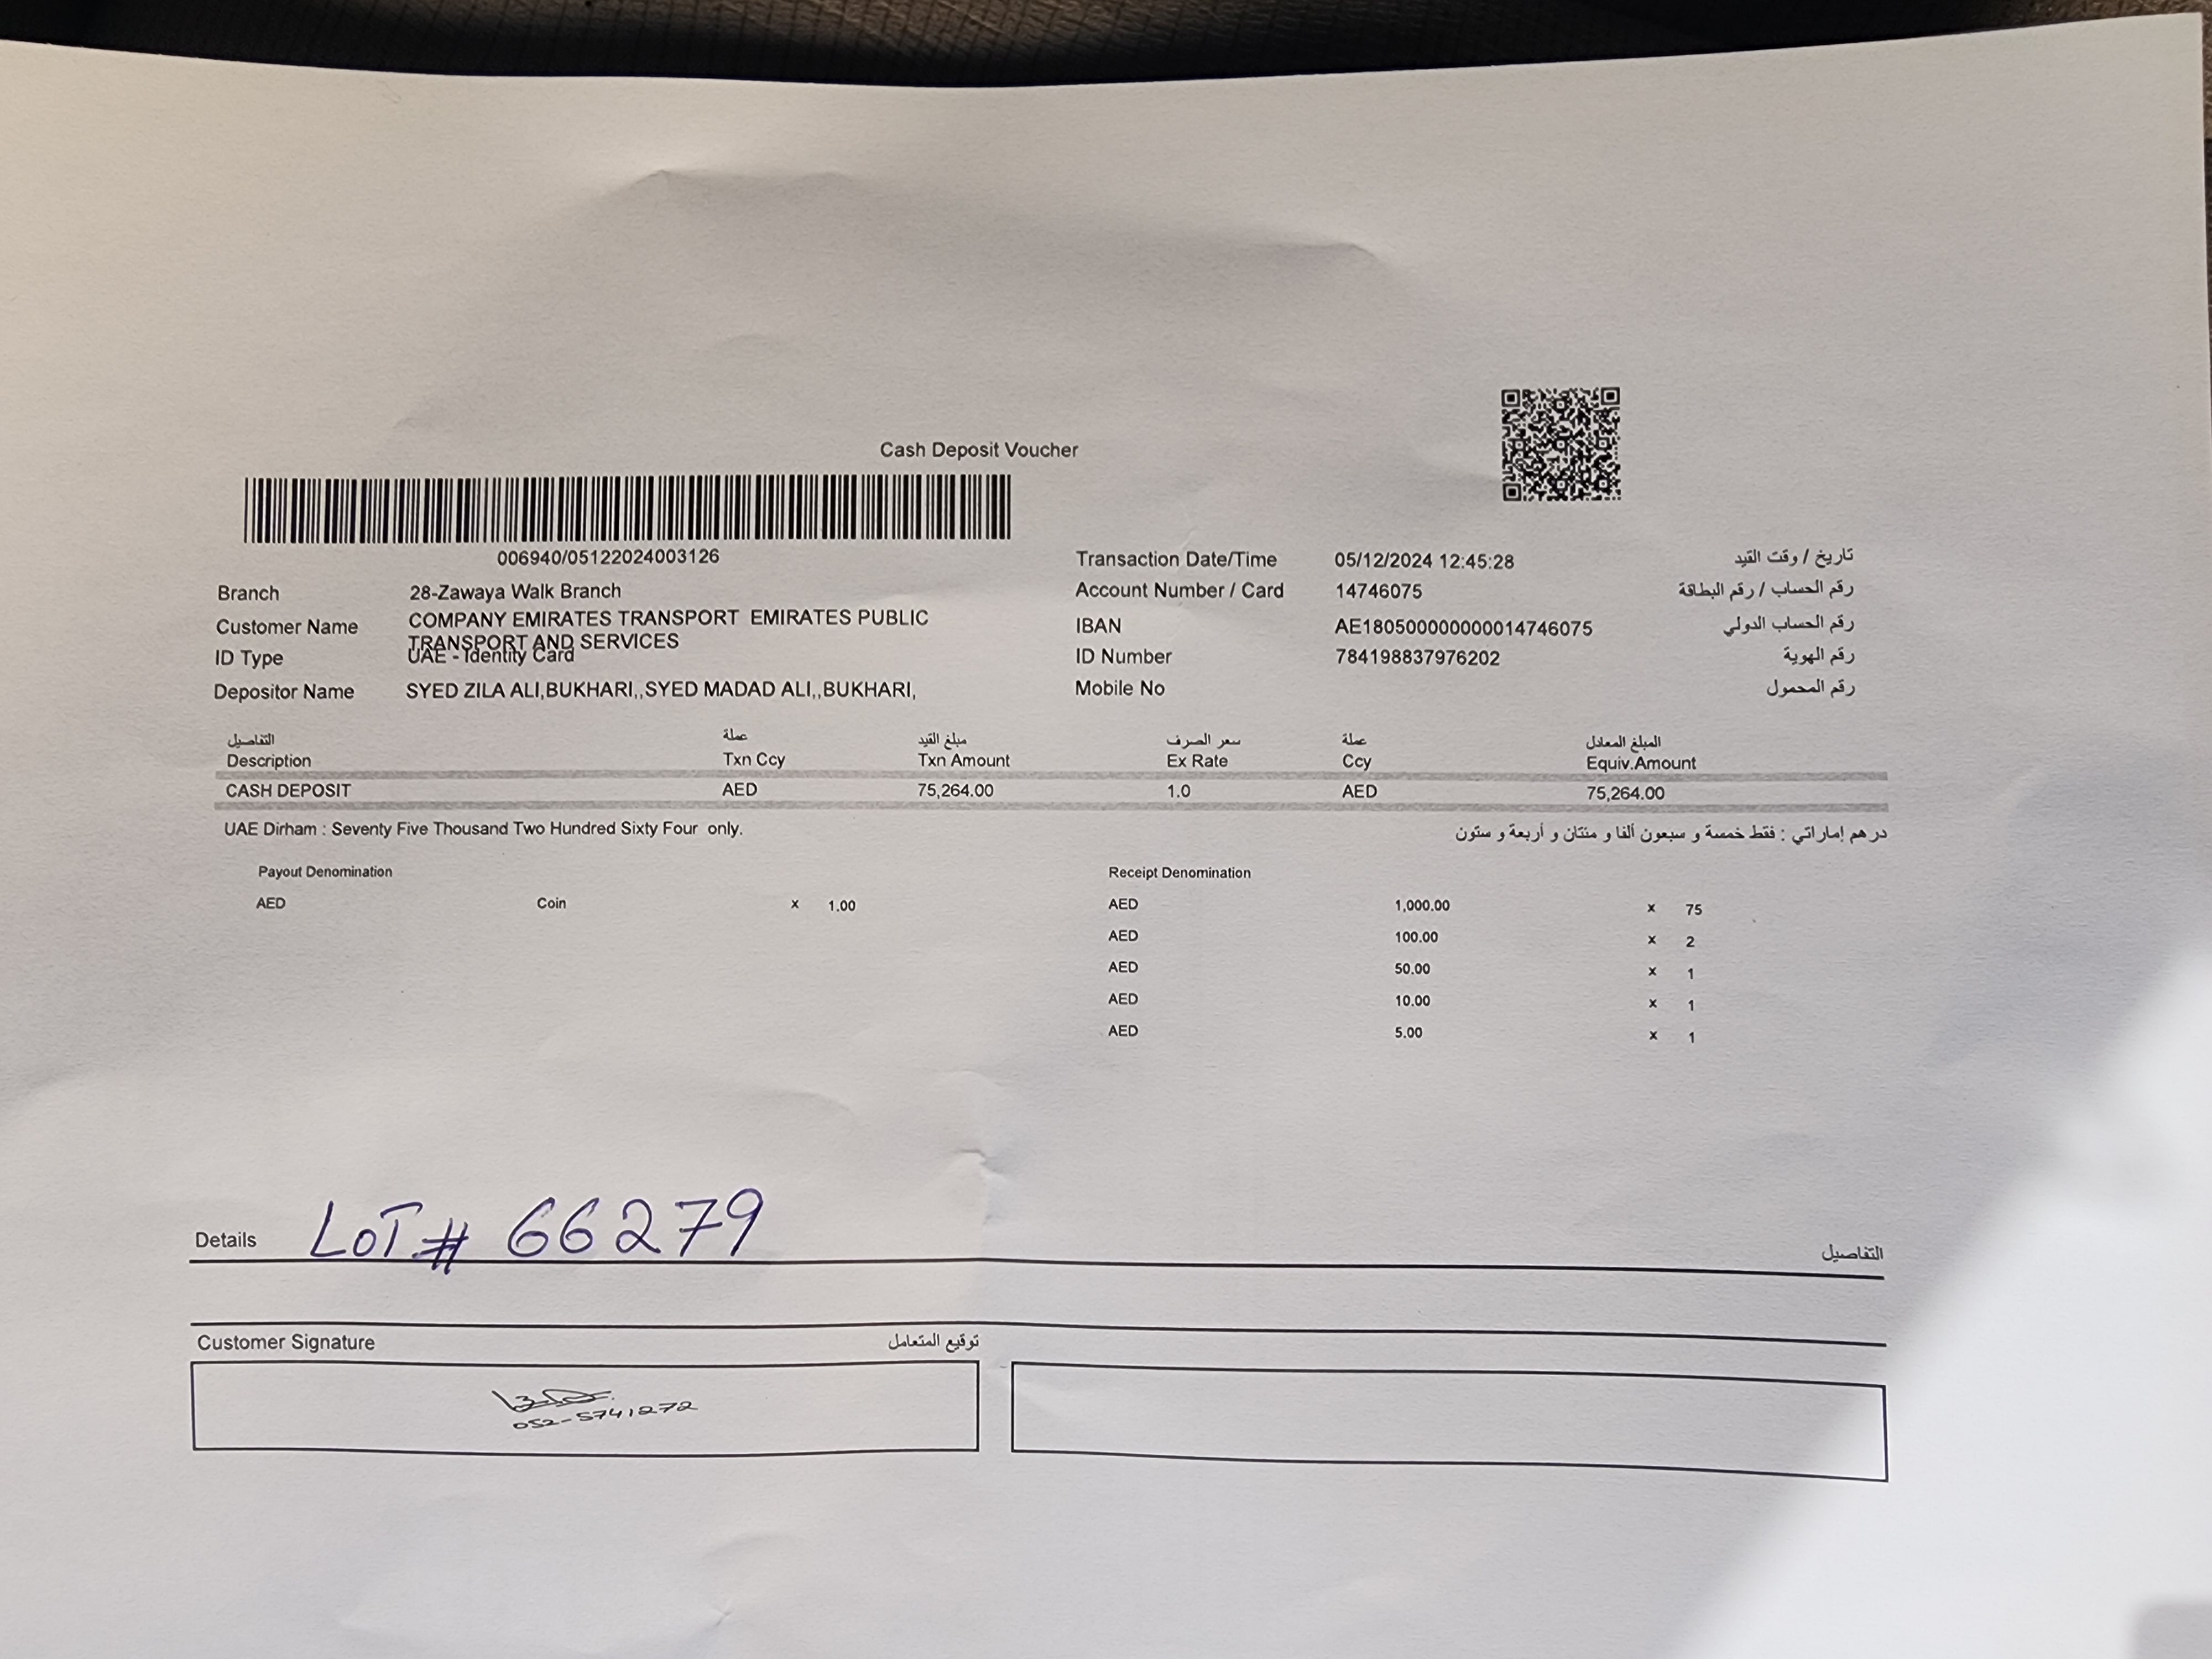 Cash Deposit Voucher
006940/05122024003126
Transaction Date/Time 05/12/2024 12:45:28 تاريخ / وقت القيد
Branch 28-Zawaya Walk Branch
Account Number / Card 14746075 رقم الحساب / رقم البطاقة
Customer Name COMPANY EMIRATES TRANSPORT EMIRATES PUBLIC
TRANSPORT AND SERVICES
IBAN AE180500000000014746075 رقم الحساب الدولي
ID Type UAE - Identity Card
ID Number 784198837976202 رقم الهوية
Depositor Name SYED ZILA ALI,BUKHARI,,SYED MADAD ALI,,BUKHARI,
Mobile No رقم المحمول
التفاصيل عملة مبلغ القيد سعر الصرف عملة المبلغ المعادل
Description Txn Ccy Txn Amount Ex Rate Ccy Equiv.Amount
CASH DEPOSIT AED 75,264.00 1.0 AED 75,264.00
UAE Dirham : Seventy Five Thousand Two Hundred Sixty Four only.
درهم إماراتي : فقط خمسة و سبعون ألفا و مئتان و أربعة و ستون
Payout Denomination
AED Coin x 1.00
Receipt Denomination
AED 1,000.00 x 75
AED 100.00 x 2
AED 50.00 x 1
AED 10.00 x 1
AED 5.00 x 1
Details LOT # 66279 التفاصيل
Customer Signature توقيع المتعامل
052-5741272